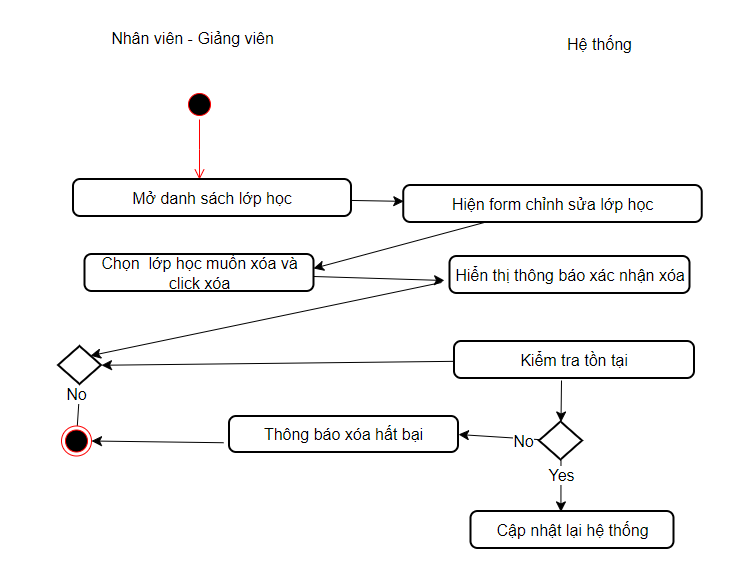 Nhân viên - Giảng viên
Hệ thống
Mở danh sách lớp học
Hiện form chỉnh sửa lớp học
Chọn lớp học muốn xóa và
click xóa
Hiển thị thông báo xác nhận xóa
Kiểm tra tồn tại
No
Thông báo xóa hất bại
No
Yes
Cập nhật lại hệ thống